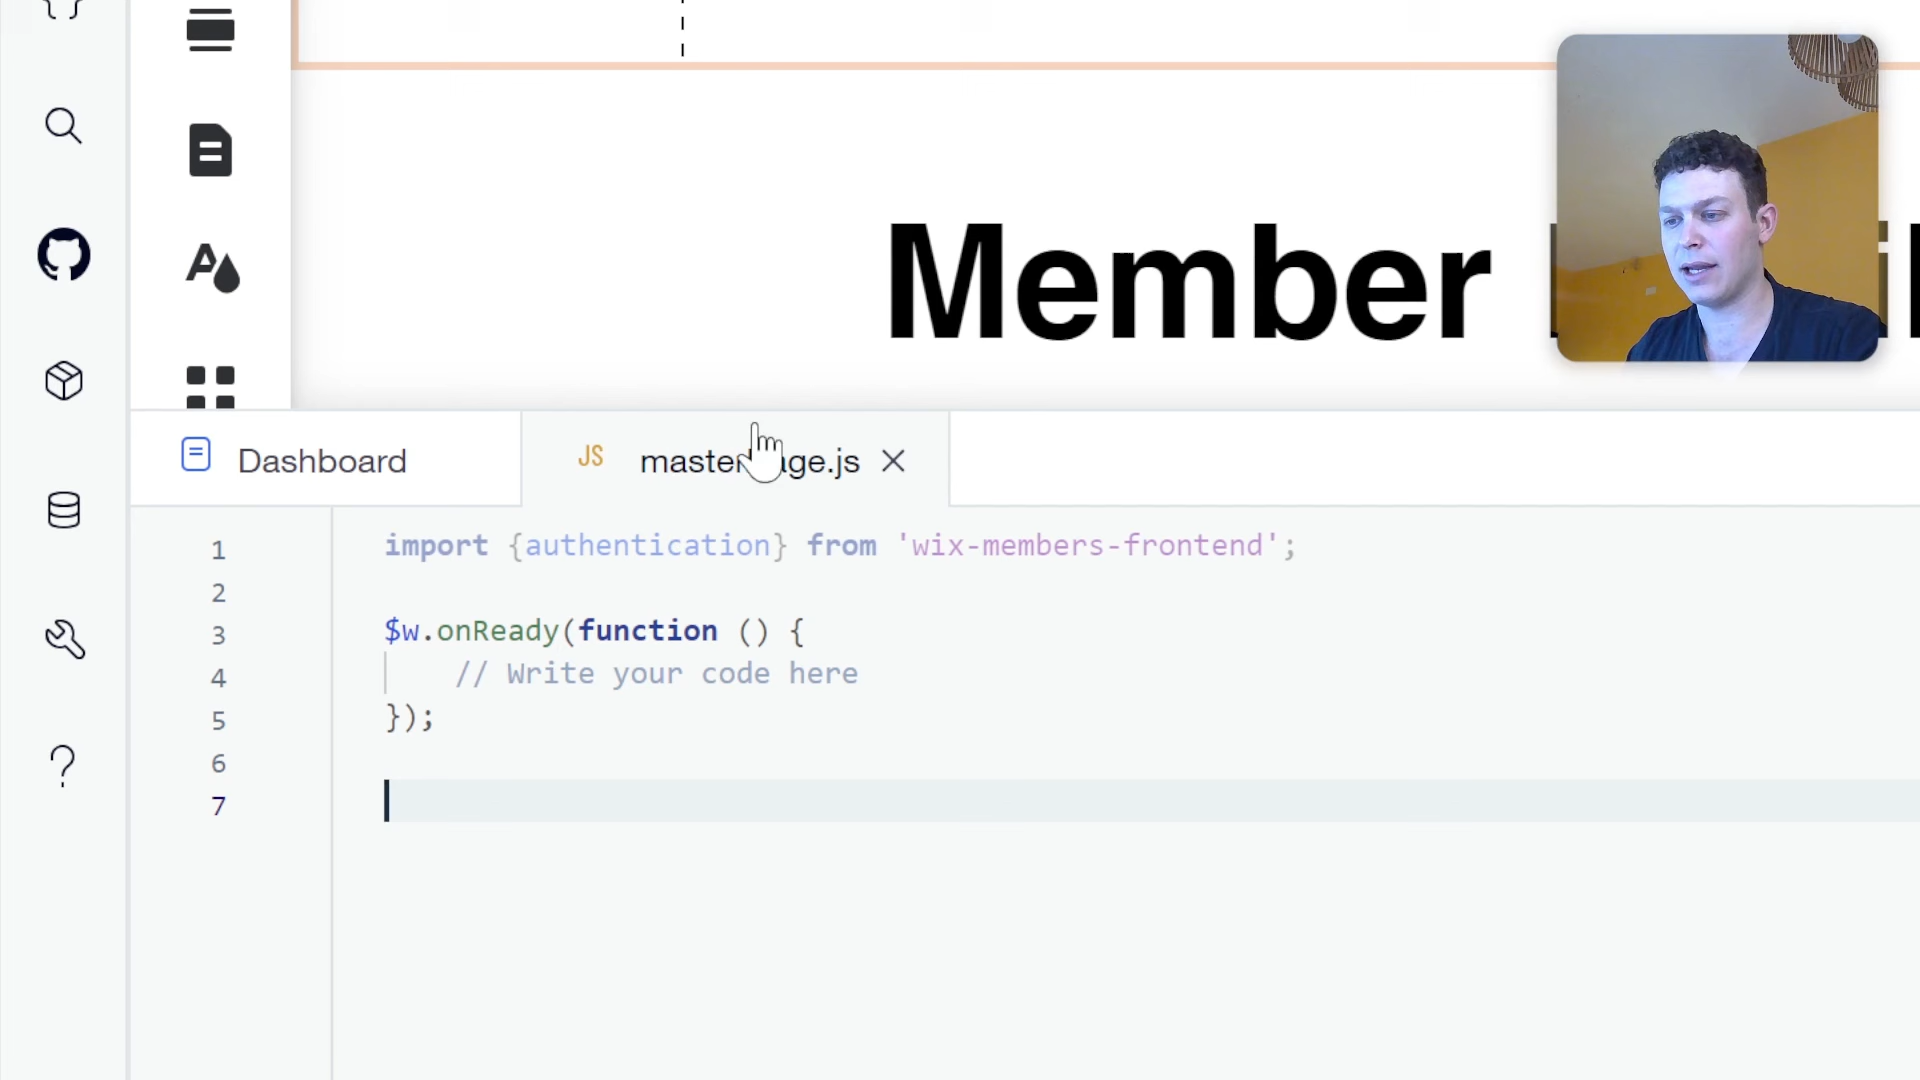 Member
Dashboard
JS masterPage.js
1 import {authentication} from 'wix-members-frontend';
2
3 $w.onReady(function () {
4 // Write your code here
5 });
6
7